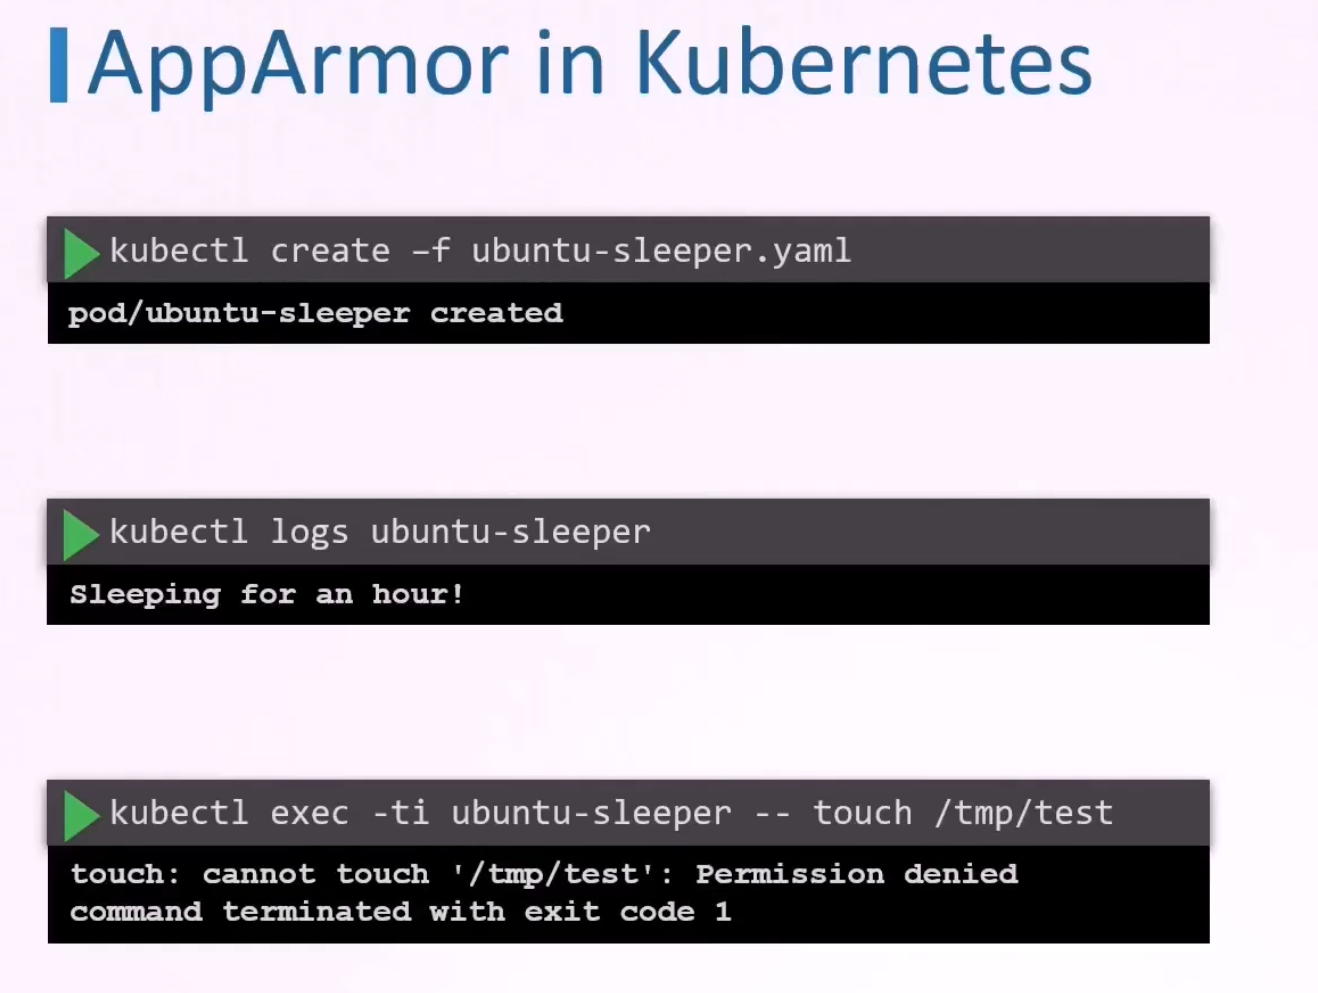 AppArmor in Kubernetes
kubectl create –f ubuntu-sleeper.yaml
pod/ubuntu-sleeper created
kubectl logs ubuntu-sleeper
Sleeping for an hour!
kubectl exec -ti ubuntu-sleeper -- touch /tmp/test
touch: cannot touch '/tmp/test': Permission denied
command terminated with exit code 1